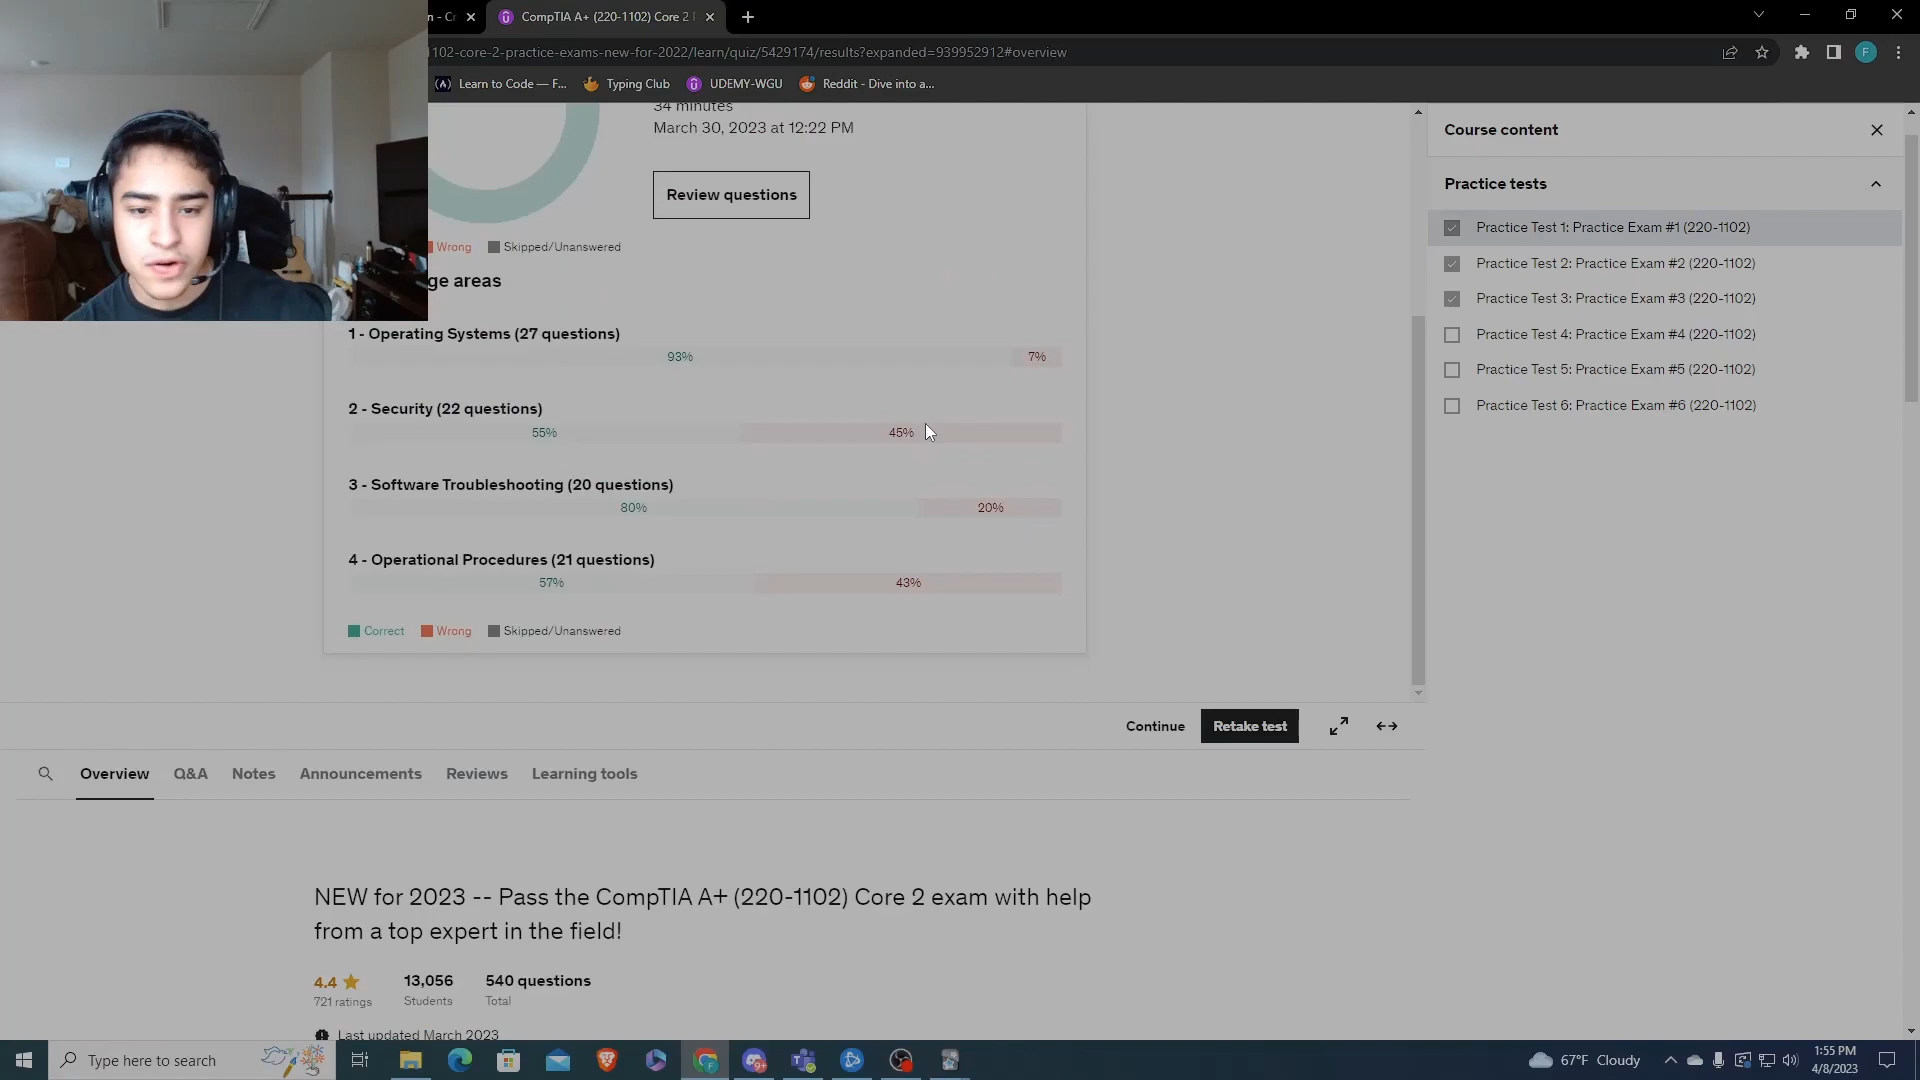 n - Cr
CompTIA A+ (220-1102) Core 2 P
1102-core-2-practice-exams-new-for-2022/learn/quiz/5429174/results?expanded=939952912#overview
F
Learn to Code — F...
Typing Club
UDEMY-WGU
Reddit - Dive into a...
34 minutes
March 30, 2023 at 12:22 PM
Review questions
Wrong
Skipped/Unanswered
ge areas
1 - Operating Systems (27 questions)
93%
7%
2 - Security (22 questions)
55%
45%
3 - Software Troubleshooting (20 questions)
80%
20%
4 - Operational Procedures (21 questions)
57%
43%
Correct
Wrong
Skipped/Unanswered
Course content
Practice tests
Practice Test 1: Practice Exam #1 (220-1102)
Practice Test 2: Practice Exam #2 (220-1102)
Practice Test 3: Practice Exam #3 (220-1102)
Practice Test 4: Practice Exam #4 (220-1102)
Practice Test 5: Practice Exam #5 (220-1102)
Practice Test 6: Practice Exam #6 (220-1102)
Continue
Retake test
Overview
Q&A
Notes
Announcements
Reviews
Learning tools
NEW for 2023 -- Pass the CompTIA A+ (220-1102) Core 2 exam with help
from a top expert in the field!
4.4
13,056
540 questions
721 ratings
Students
Total
Last updated March 2023
Type here to search
9+
67°F Cloudy
1:55 PM
4/8/2023